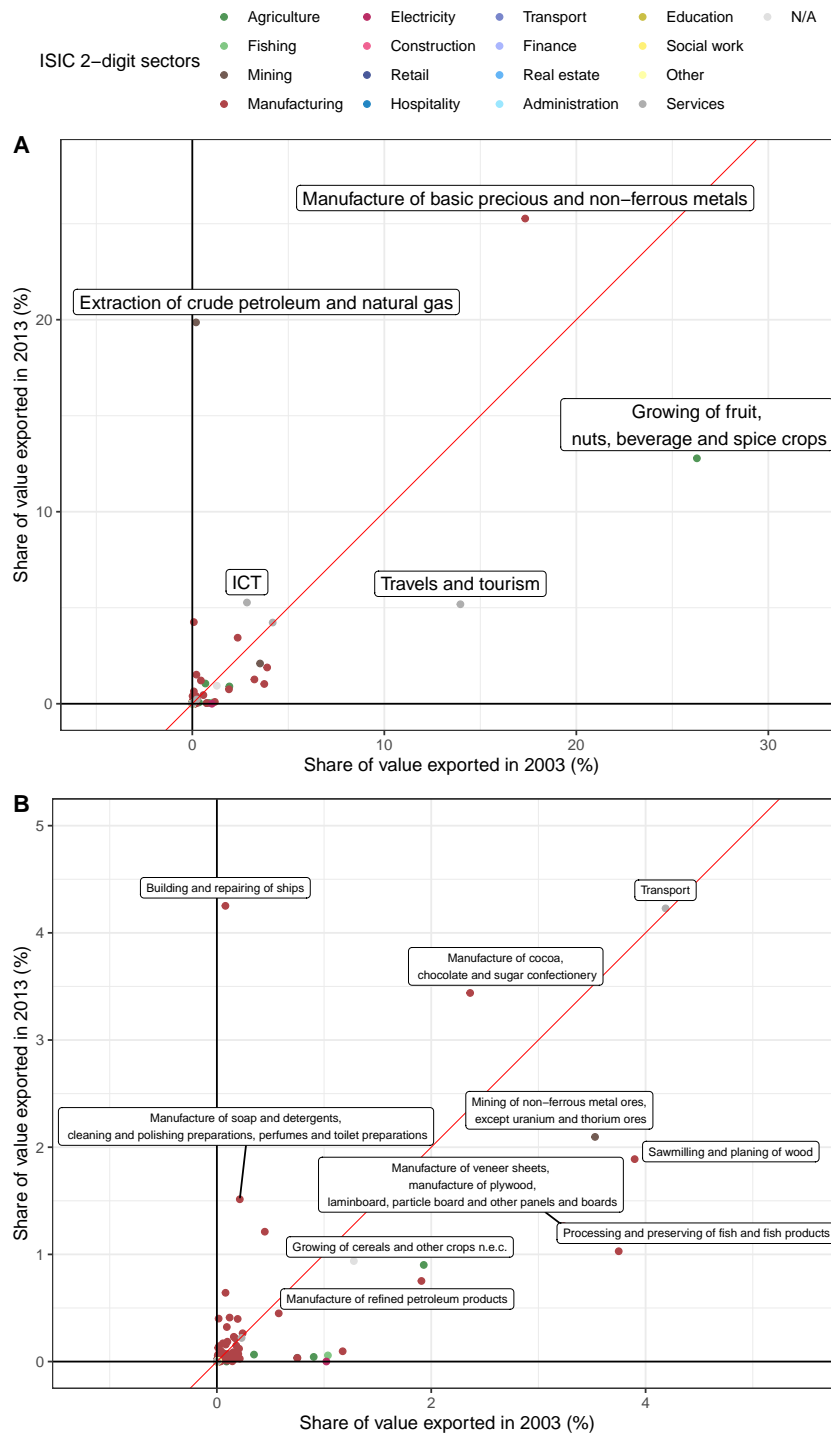 ISIC 2−digit sectors
Agriculture
Fishing
Mining
Manufacturing
Electricity
Construction
Retail
Hospitality
Transport
Finance
Real estate
Administration
Education
Social work
Other
Services
N/A
A
Manufacture of basic precious and non−ferrous metals
Extraction of crude petroleum and natural gas
Growing of fruit,
nuts, beverage and spice crops
ICT
Travels and tourism
Share of value exported in 2013 (%)
20
10
0
0
10
20
30
Share of value exported in 2003 (%)
B
Building and repairing of ships
Transport
Manufacture of cocoa,
chocolate and sugar confectionery
Mining of non−ferrous metal ores,
except uranium and thorium ores
Manufacture of soap and detergents,
cleaning and polishing preparations, perfumes and toilet preparations
Sawmilling and planing of wood
Manufacture of veneer sheets,
manufacture of plywood,
laminboard, particle board and other panels and boards
Processing and preserving of fish and fish products
Growing of cereals and other crops n.e.c.
Manufacture of refined petroleum products
Share of value exported in 2013 (%)
5
4
3
2
1
0
0
2
4
Share of value exported in 2003 (%)